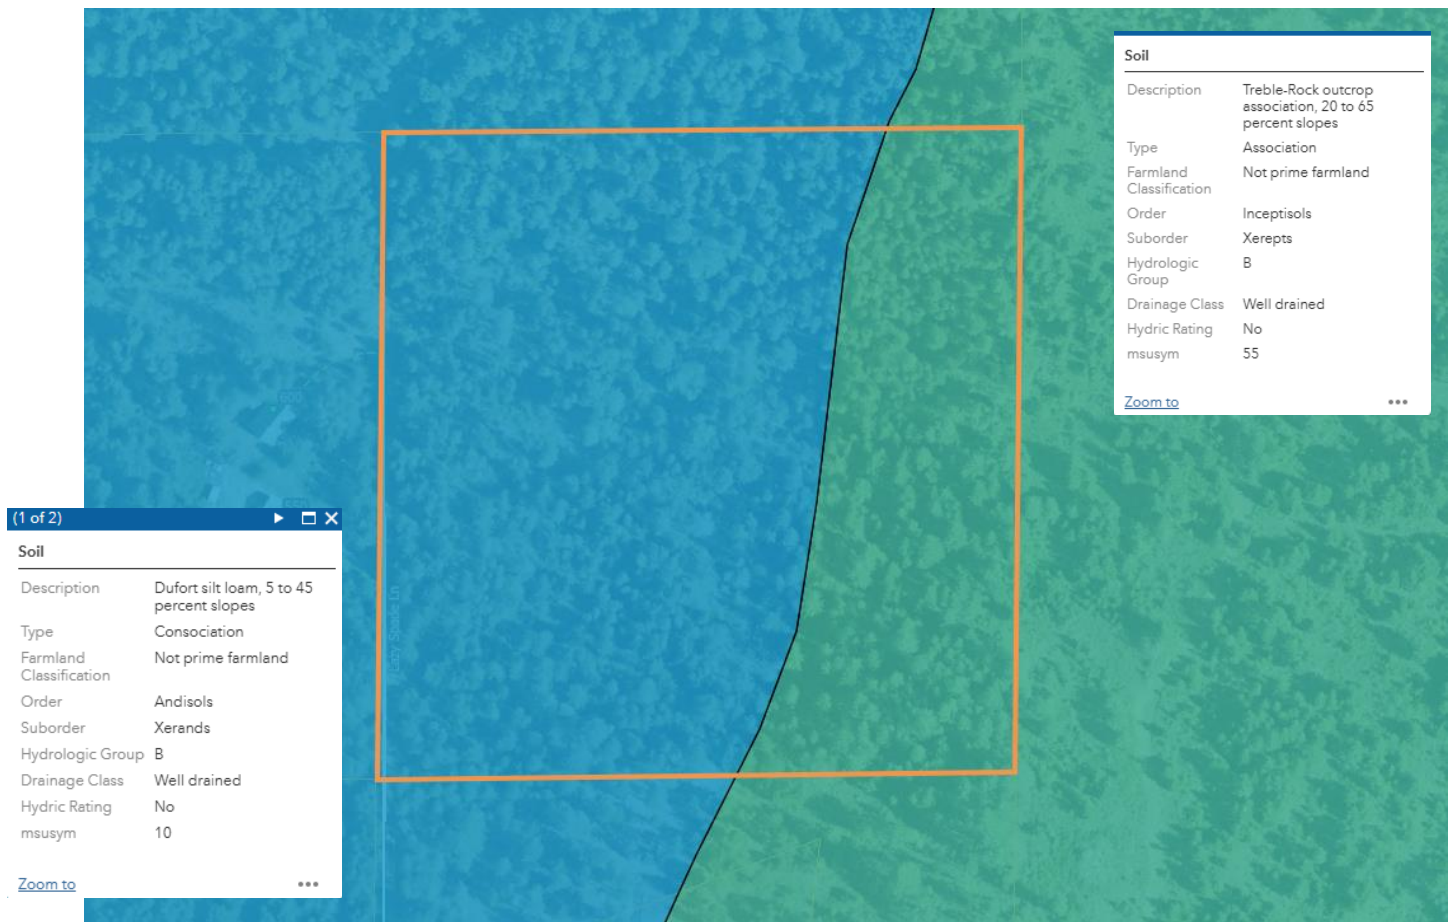 Soil
Description Treble-Rock outcrop
association, 20 to 65
percent slopes
Type Association
Farmland Not prime farmland
Classification
Order Inceptisols
Suborder Xerepts
Hydrologic B
Group
Drainage Class Well drained
Hydric Rating No
msusym 55
Zoom to
(1 of 2)
Soil
Description Dufort silt loam, 5 to 45
percent slopes
Type Consociation
Farmland Not prime farmland
Classification
Order Andisols
Suborder Xerands
Hydrologic Group B
Drainage Class Well drained
Hydric Rating No
msusym 10
Zoom to
Lazy Shade Ln